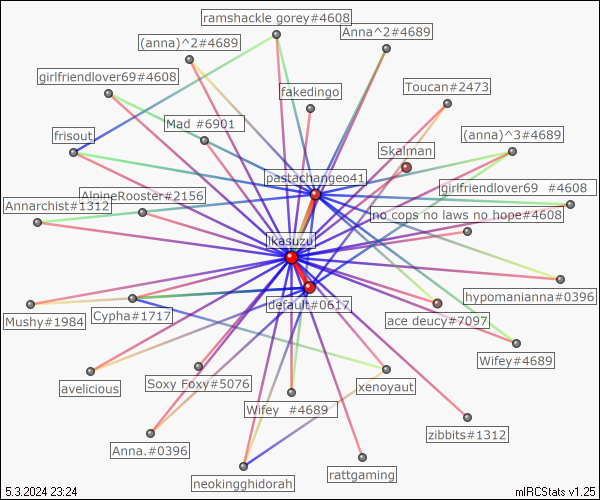 ramshackle gorey#4608
(anna)^2#4689
Anna^2#4689
girlfriendlover69#4608
Toucan#2473
fakedingo
frisout
Mad #6901
(anna)^3#4689
Skalman
pastachangeo41
girlfriendlover69 #4608
AlpineRooster#2156
Annarchist#1312
no cops no laws no hope#4608
ikasuzu
hypomanianna#0396
default#0617
Cypha#1717
Mushy#1984
ace deucy#7097
Wifey#4689
avelicious
Soxy Foxy#5076
xenoyaut
Wifey #4689
zibbits#1312
Anna.#0396
neokingghidorah
rattgaming
5.3.2024 23:24
mIRCStats v1.25